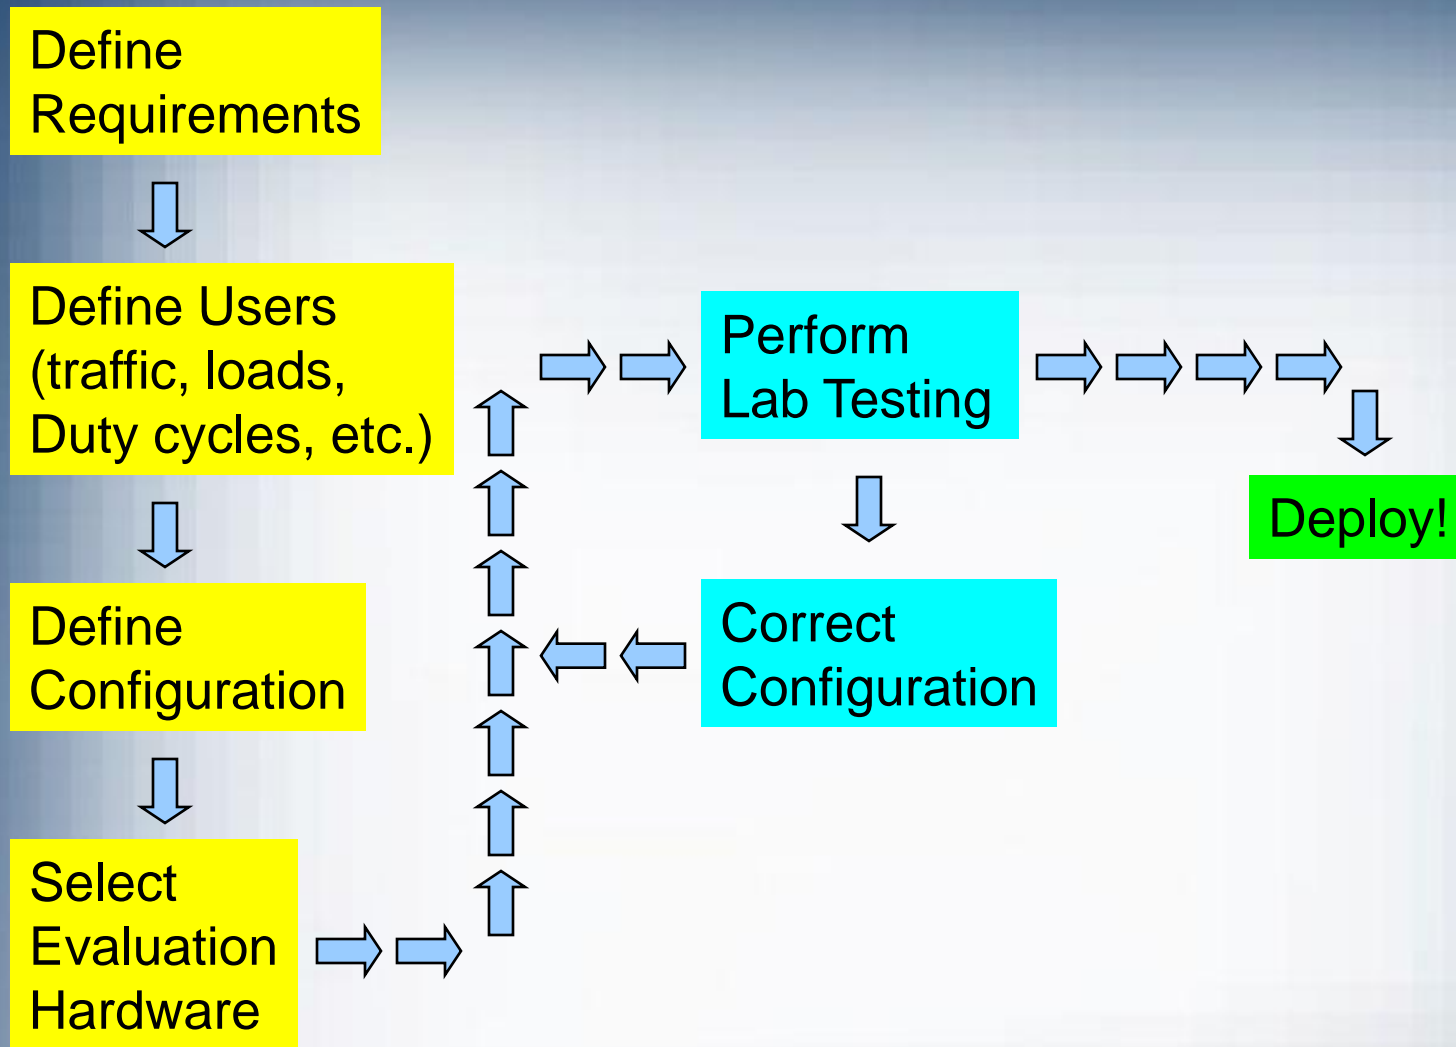 Define
Requirements
Define Users
(traffic, loads,
Duty cycles, etc.)
Define
Configuration
Select
Evaluation
Hardware
Perform
Lab Testing
Correct
Configuration
Deploy!